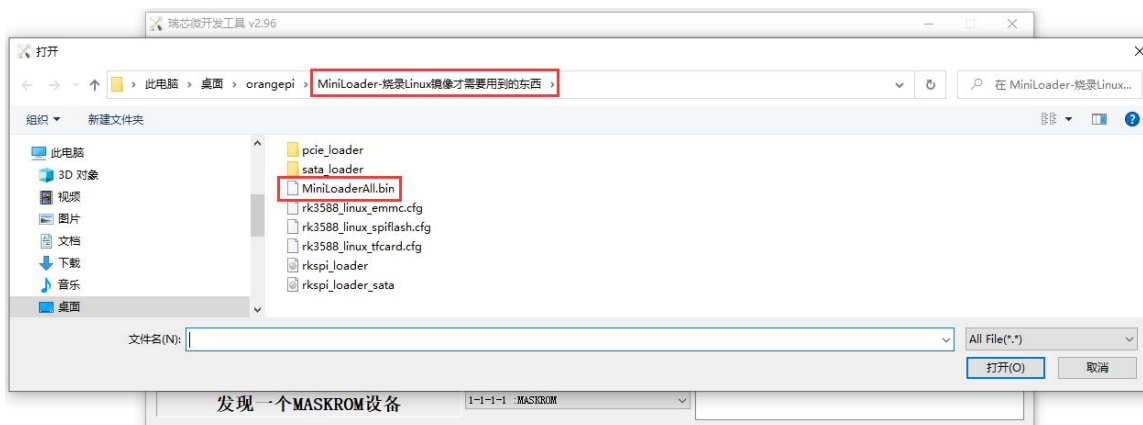 瑞芯微开发工具 v2.96
打开
此电脑 › 桌面 › orangepi › MiniLoader-烧录Linux镜像才需要用到的东西 ›
在 MiniLoader-烧录Linux...
组织 新建文件夹
此电脑
3D 对象
视频
图片
文档
下载
音乐
桌面
pcie_loader
sata_loader
MiniLoaderAll.bin
rk3588_linux_emmc.cfg
rk3588_linux_spiflash.cfg
rk3588_linux_tfcard.cfg
rkspi_loader
rkspi_loader_sata
文件名(N):
All File(*.*)
打开(O) 取消
发现一个MASKROM设备
1-1-1-1 :MASKROM